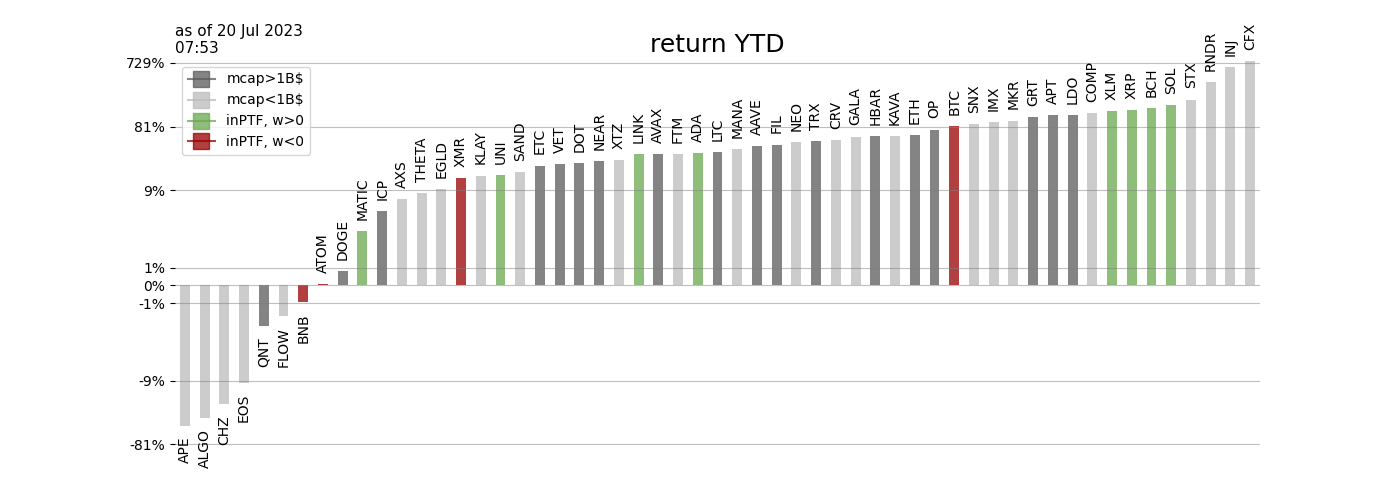 as of 20 Jul 2023
07:53
return YTD
729%
81%
9%
1%
0%
-1%
-9%
-81%
mcap>1B$
mcap<1B$
inPTF, w>0
inPTF, w<0
APE
ALGO
CHZ
EOS
QNT
FLOW
BNB
ATOM
DOGE
MATIC
ICP
AXS
THETA
EGLD
XMR
KLAY
UNI
SAND
ETC
VET
DOT
NEAR
XTZ
LINK
AVAX
FTM
ADA
LTC
MANA
AAVE
FIL
NEO
TRX
CRV
GALA
HBAR
KAVA
ETH
OP
BTC
SNX
IMX
MKR
GRT
APT
LDO
COMP
XLM
XRP
BCH
SOL
STX
RNDR
INJ
CFX